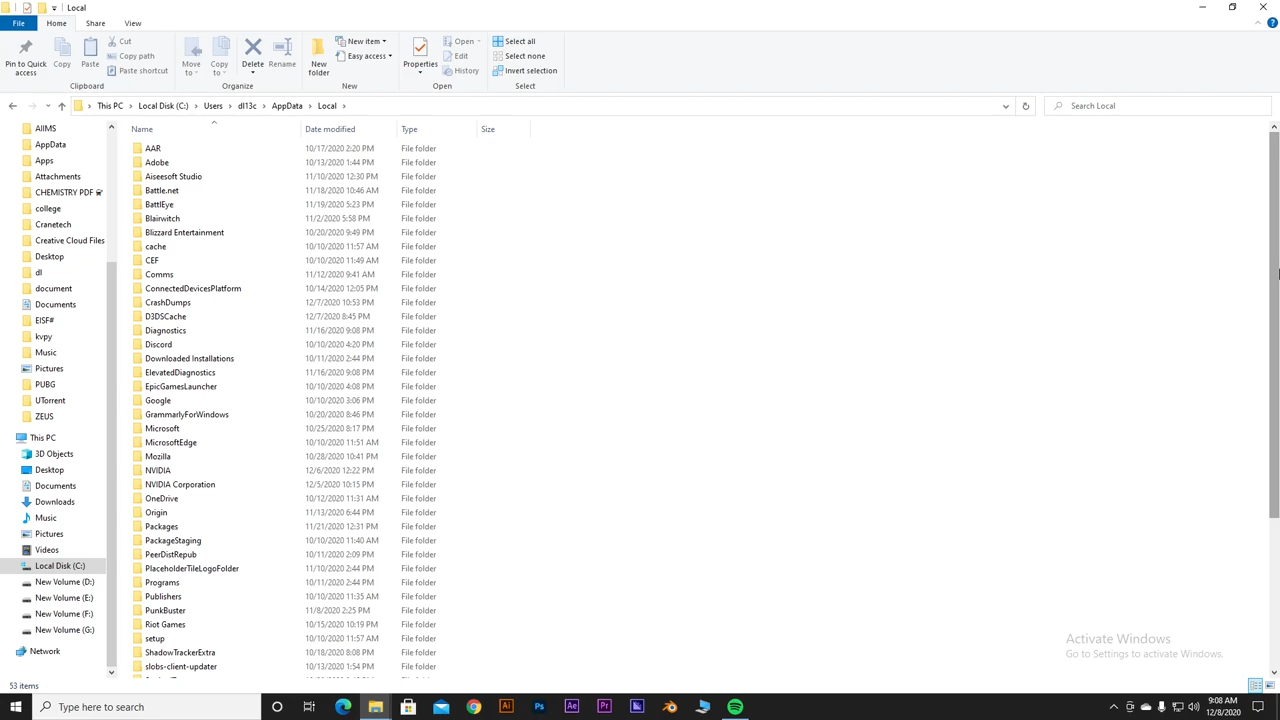 Local
File Home Share View
Pin to Quick access
Copy
Paste
Cut
Copy path
Paste shortcut
Clipboard
Move to
Copy to
Delete
Rename
Organize
New folder
New item
Easy access
New
Properties
Open
Edit
History
Open
Select all
Select none
Invert selection
Select
This PC > Local Disk (C:) > Users > dl13c > AppData > Local >
Search Local
AIIMS
AppData
Apps
Attachments
CHEMISTRY PDF
college
Cranetech
Creative Cloud Files
Desktop
dl
document
Documents
EISF#
kvpy
Music
Pictures
PUBG
UTorrent
ZEUS
This PC
3D Objects
Desktop
Documents
Downloads
Music
Pictures
Videos
Local Disk (C:)
New Volume (D:)
New Volume (E:)
New Volume (F:)
New Volume (G:)
Network
Name Date modified Type Size
AAR 10/17/2020 2:20 PM File folder
Adobe 10/13/2020 1:44 PM File folder
Aiseesoft Studio 11/10/2020 12:30 PM File folder
Battle.net 11/18/2020 10:46 AM File folder
BattlEye 11/19/2020 5:23 PM File folder
Blairwitch 11/2/2020 5:58 PM File folder
Blizzard Entertainment 10/20/2020 9:49 PM File folder
cache 10/10/2020 11:57 AM File folder
CEF 10/10/2020 11:49 AM File folder
Comms 11/12/2020 9:41 AM File folder
ConnectedDevicesPlatform 10/14/2020 12:05 PM File folder
CrashDumps 12/7/2020 10:53 PM File folder
D3DSCache 12/7/2020 8:45 PM File folder
Diagnostics 11/16/2020 9:08 PM File folder
Discord 10/10/2020 4:20 PM File folder
Downloaded Installations 10/11/2020 2:44 PM File folder
ElevatedDiagnostics 11/16/2020 9:08 PM File folder
EpicGamesLauncher 10/10/2020 4:08 PM File folder
Google 10/10/2020 3:06 PM File folder
GrammarlyForWindows 10/20/2020 8:46 PM File folder
Microsoft 10/25/2020 8:17 PM File folder
MicrosoftEdge 10/10/2020 11:51 AM File folder
Mozilla 10/28/2020 10:41 PM File folder
NVIDIA 12/6/2020 12:22 PM File folder
NVIDIA Corporation 12/5/2020 10:15 PM File folder
OneDrive 10/12/2020 11:31 AM File folder
Origin 11/13/2020 6:44 PM File folder
Packages 11/21/2020 12:31 PM File folder
PackageStaging 10/10/2020 11:40 AM File folder
PeerDistRepub 10/11/2020 2:09 PM File folder
PlaceholderTileLogoFolder 11/10/2020 2:44 PM File folder
Programs 10/11/2020 2:44 PM File folder
Publishers 10/10/2020 11:35 AM File folder
PunkBuster 11/8/2020 2:25 PM File folder
Riot Games 10/15/2020 10:19 PM File folder
setup 10/10/2020 11:57 AM File folder
ShadowTrackerExtra 10/18/2020 8:08 PM File folder
slobs-client-updater 10/13/2020 1:54 PM File folder
Activate Windows
Go to Settings to activate Windows.
53 items
Type here to search
Ai Ps Ae Pr
9:08 AM
12/8/2020